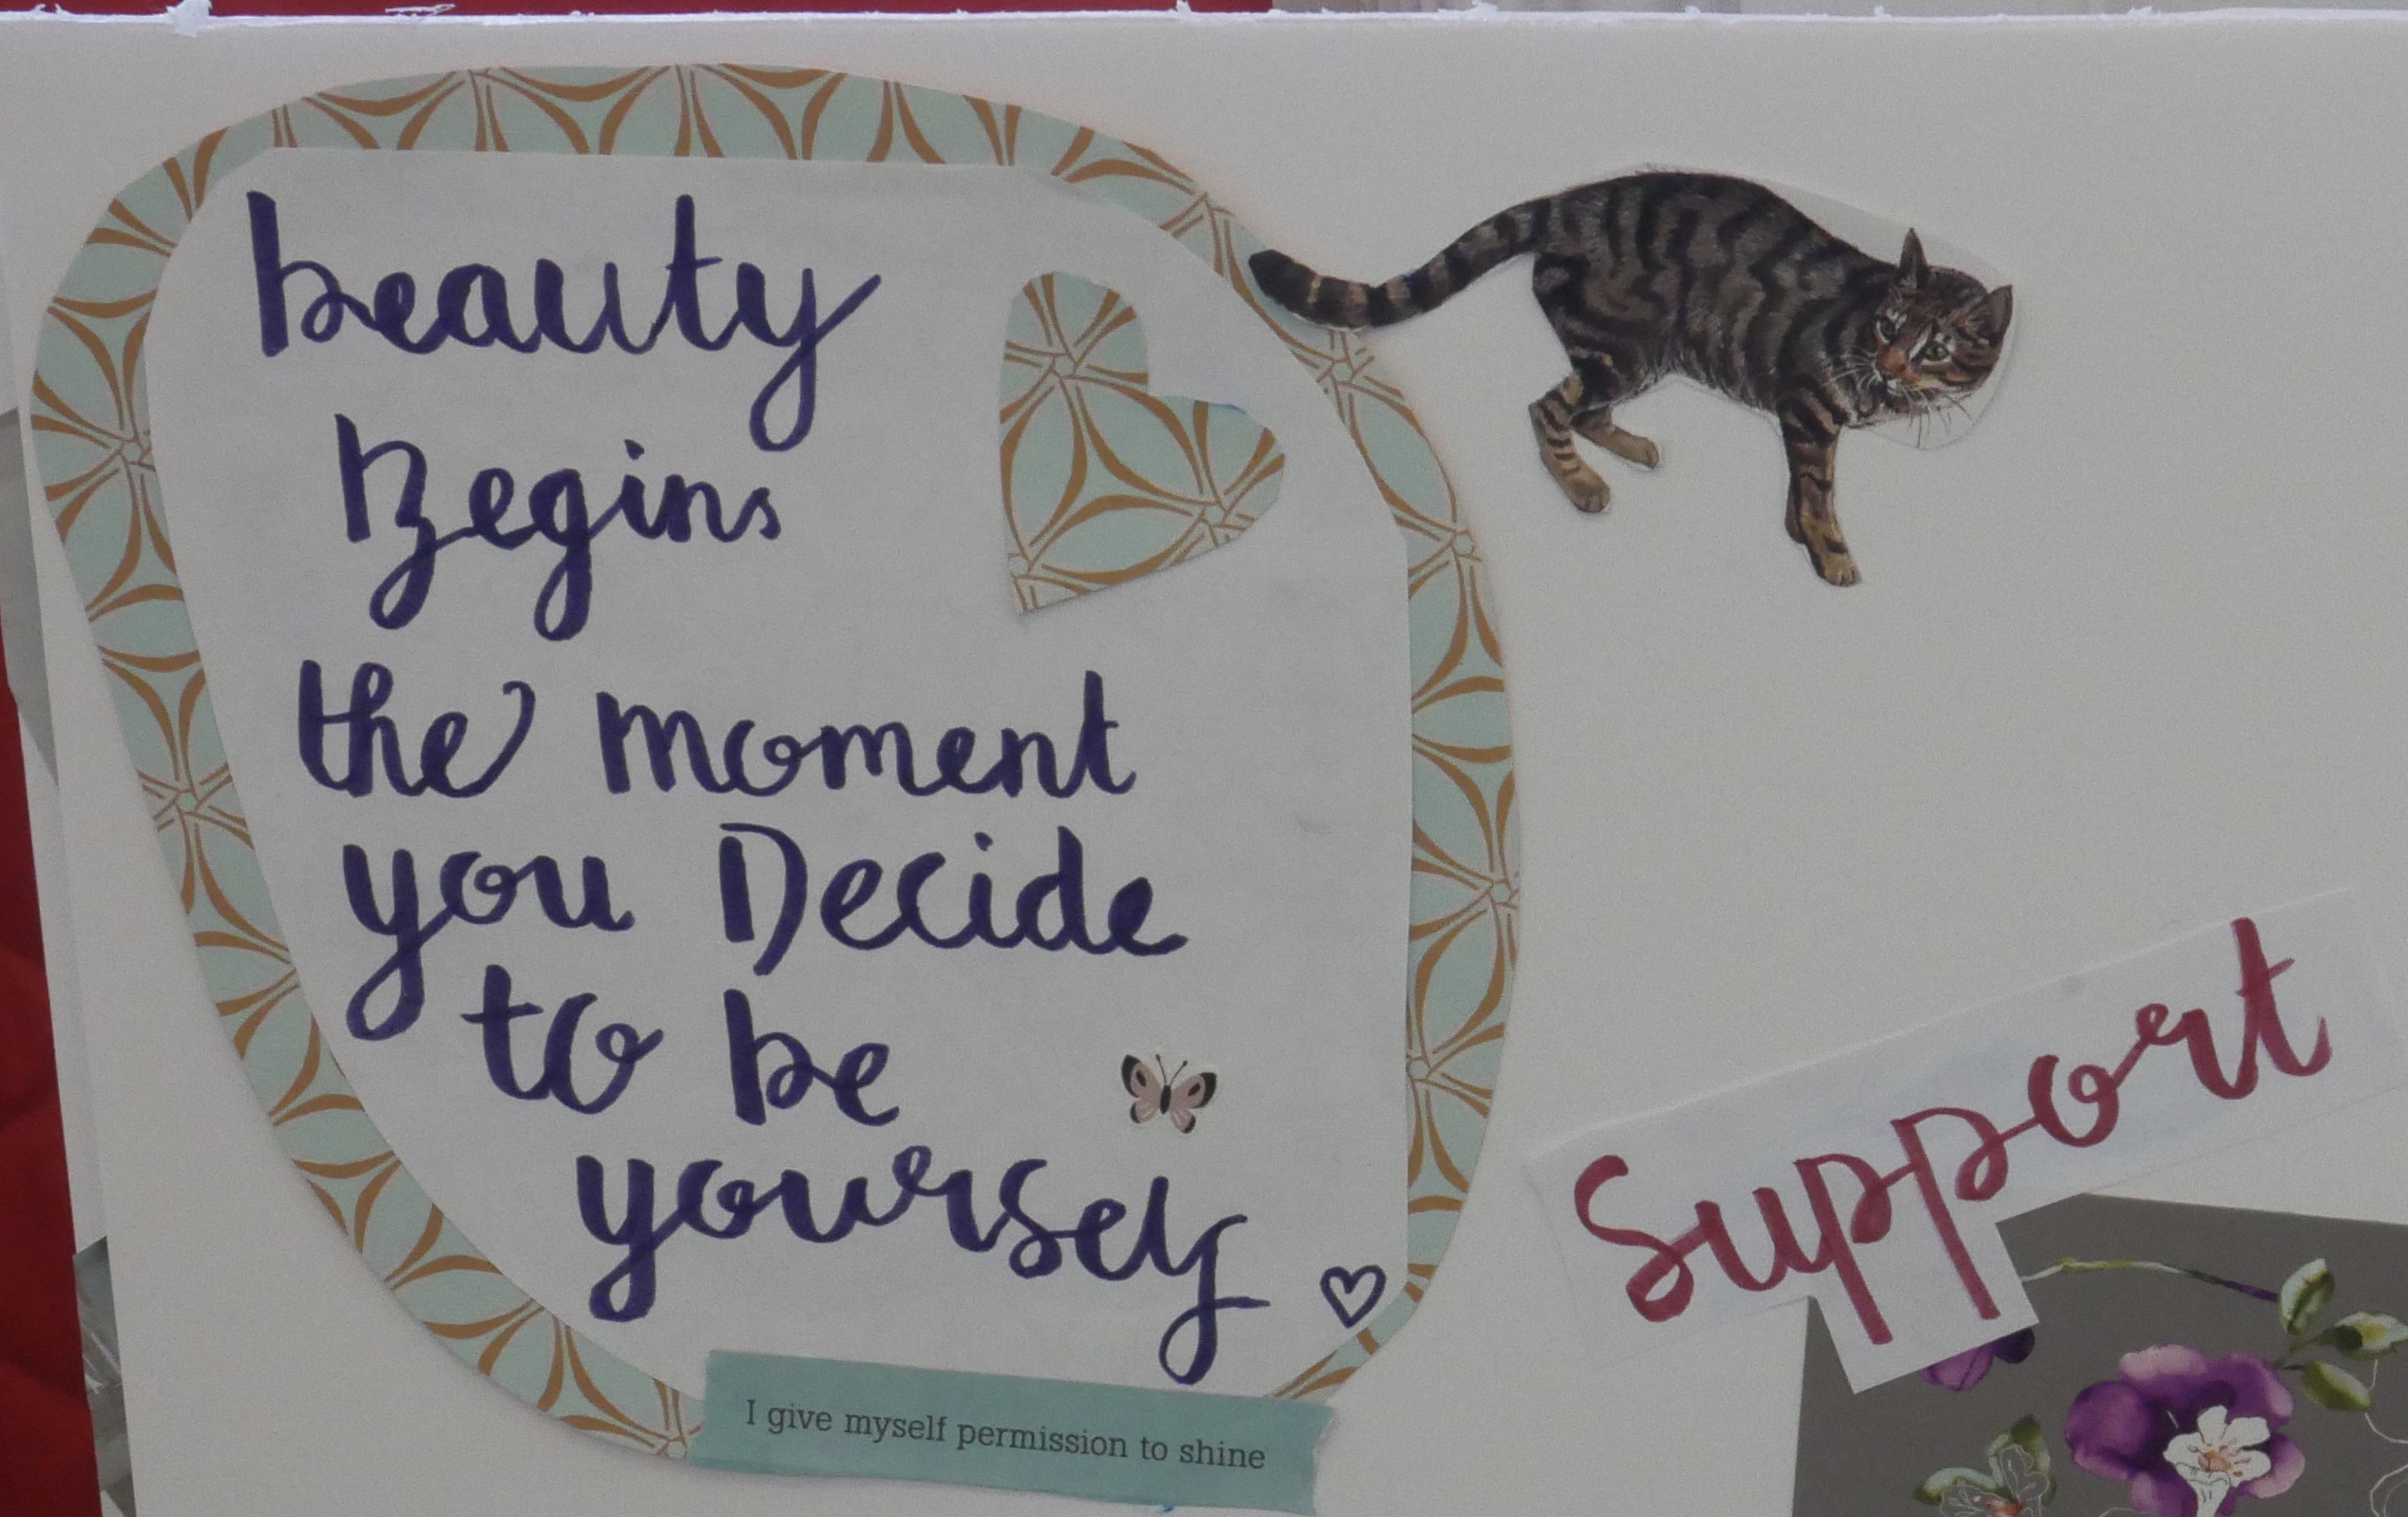 beauty
Begins
the moment
you Decide
to be
yourself
I give myself permission to shine
Support